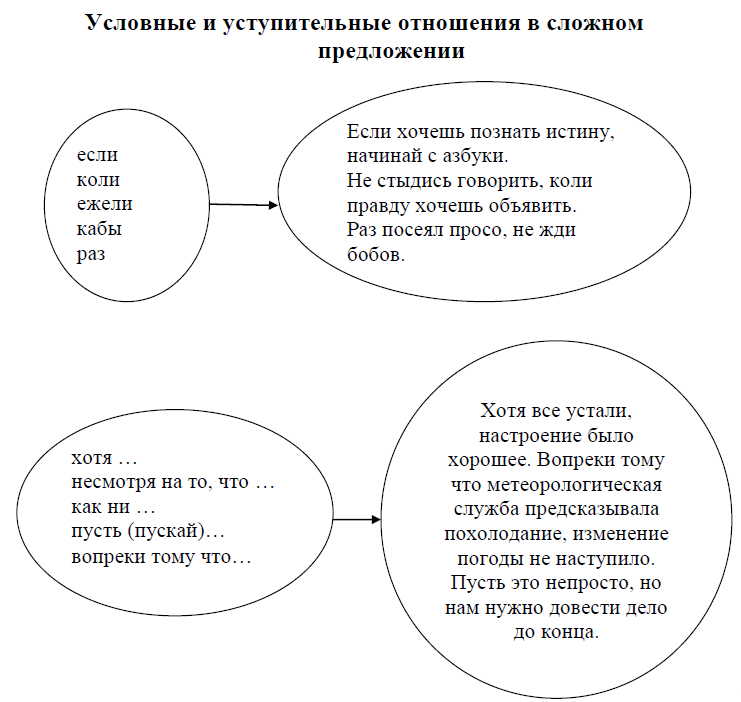 Условные и уступительные отношения в сложном
предложении
если
коли
ежели
кабы
раз
Если хочешь познать истину,
начинай с азбуки.
Не стыдись говорить, коли
правду хочешь объявить.
Раз посеял просо, не жди
бобов.
хотя …
несмотря на то, что …
как ни …
пусть (пускай)…
вопреки тому что…
Хотя все устали,
настроение было
хорошее. Вопреки тому
что метеорологическая
служба предсказывала
похолодание, изменение
погоды не наступило.
Пусть это непросто, но
нам нужно довести дело
до конца.